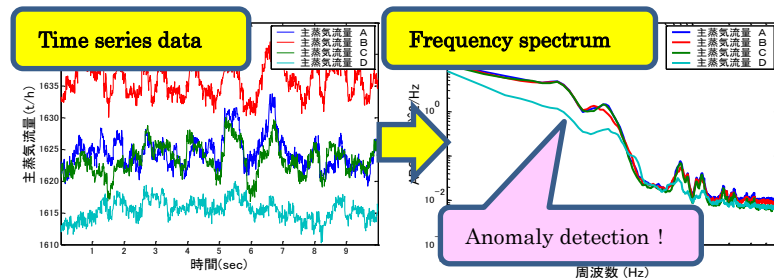 Time series data
主蒸気流量 A
主蒸気流量 B
主蒸気流量 C
主蒸気流量 D
主蒸気流量(t/h)
1635
1625
1620
1615
1610
1
2
3
4
5
6
7
8
9
時間(sec)
Frequency spectrum
主蒸気流量 A
主蒸気流量 B
主蒸気流量 C
主蒸気流量 D
10⁰
10⁻²
周波数 (Hz)
Anomaly detection !